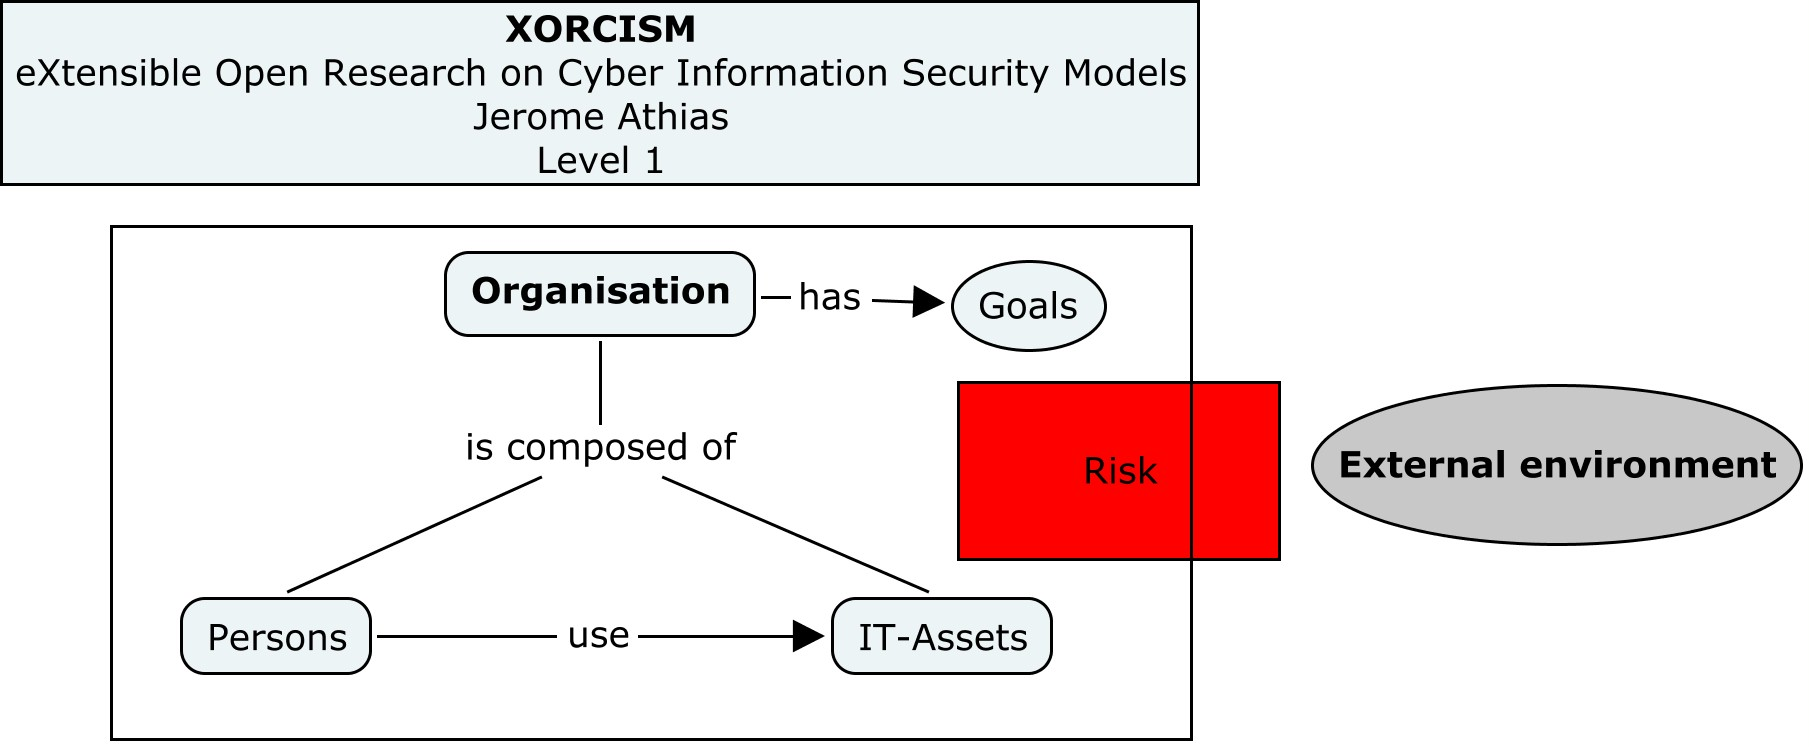 XORCISM
eXtensible Open Research on Cyber Information Security Models
Jerome Athias
Level 1
Organisation
has
Goals
is composed of
Risk
External environment
Persons
use
IT-Assets